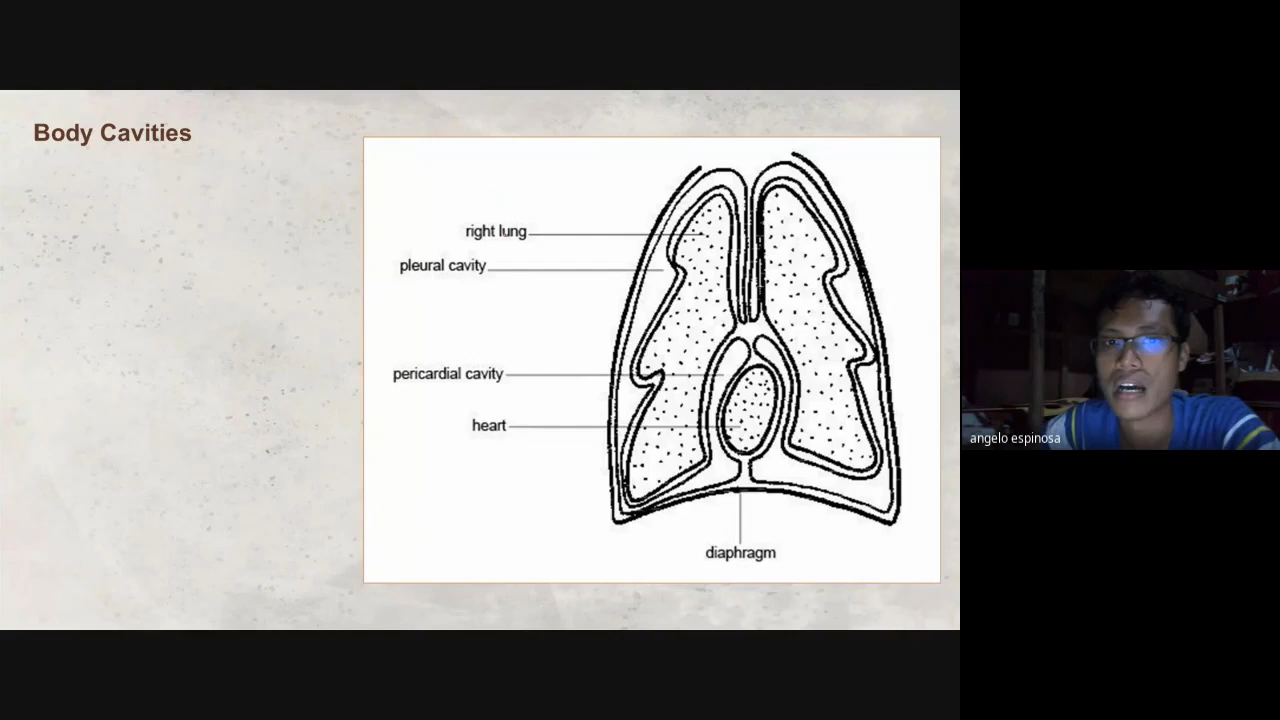 Body Cavities
right lung
pleural cavity
pericardial cavity
heart
diaphragm
angelo espinosa